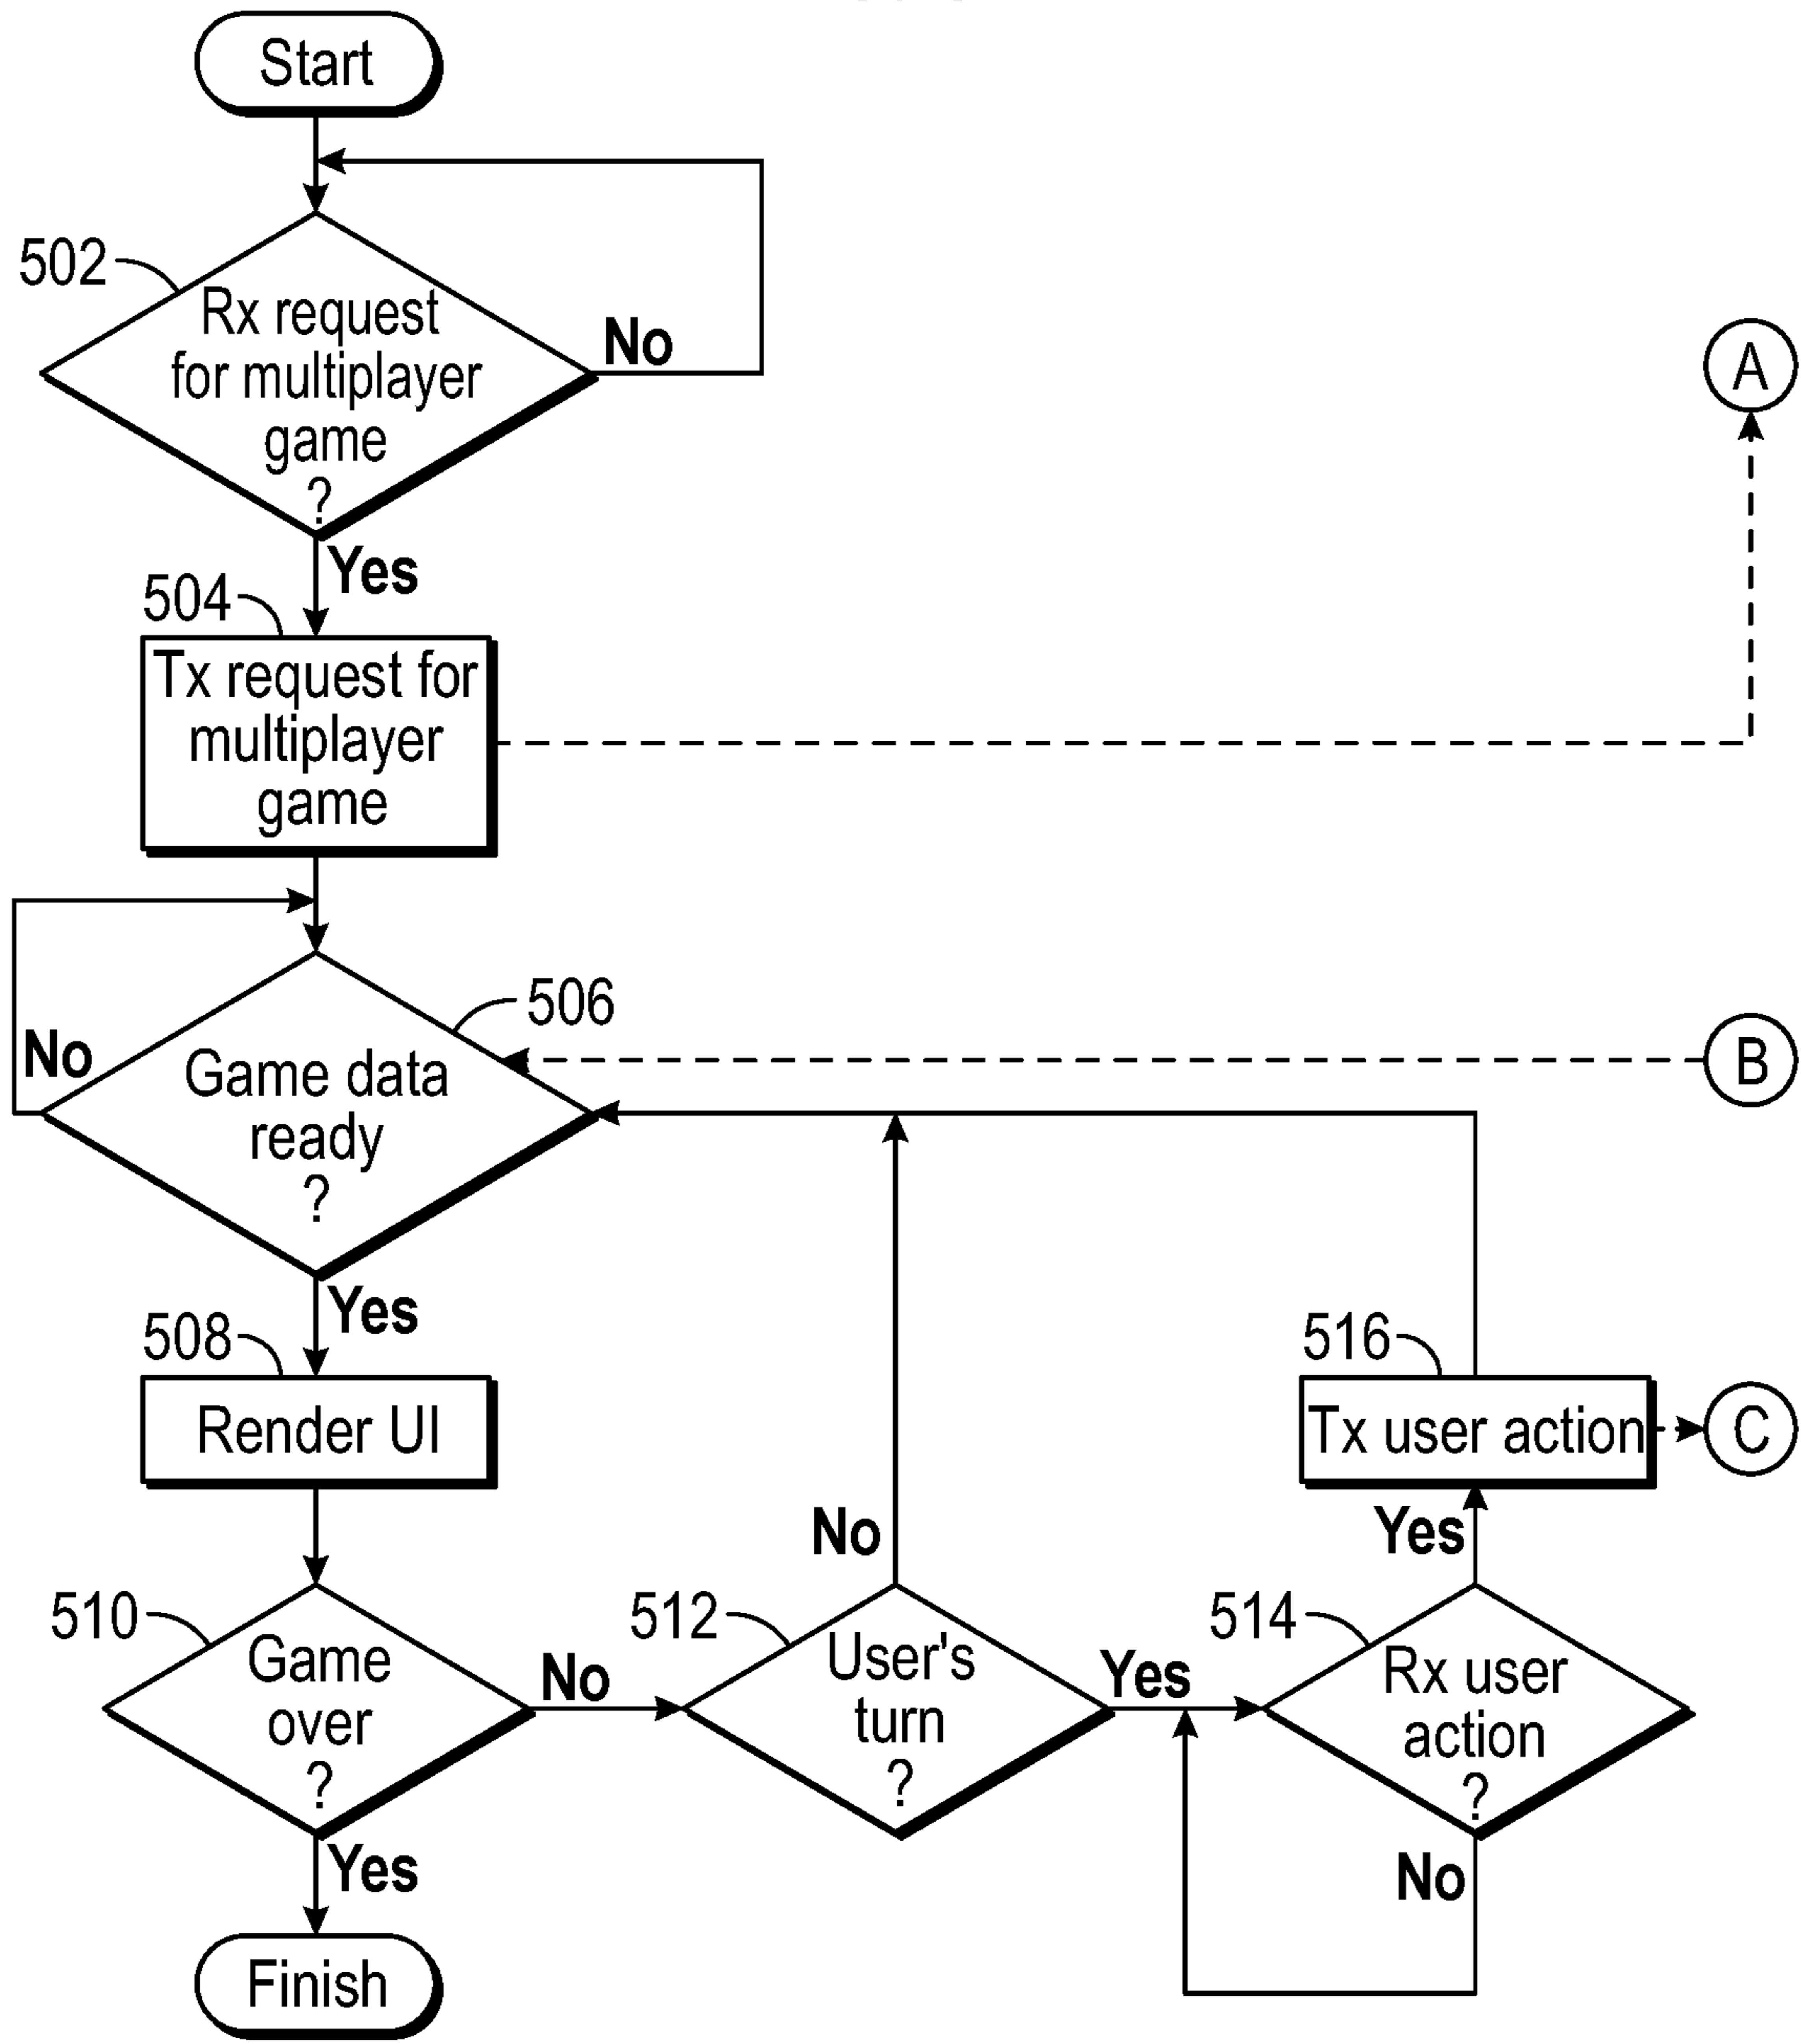 Start
502
Rx request
for multiplayer
game
?
No
A
Yes
504
Tx request for
multiplayer
game
506
No
Game data
ready
?
B
Yes
508
Render UI
516
Tx user action
C
No
Yes
510
Game
over
?
No
512
User's
turn
?
Yes
514
Rx user
action
?
Yes
No
Finish